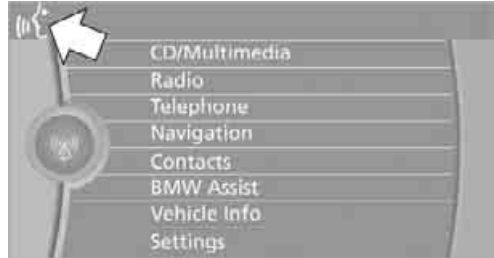 CD/Multimedia
Radio
Telephone
Navigation
Contacts
BMW Assist
Vehicle Info
Settings